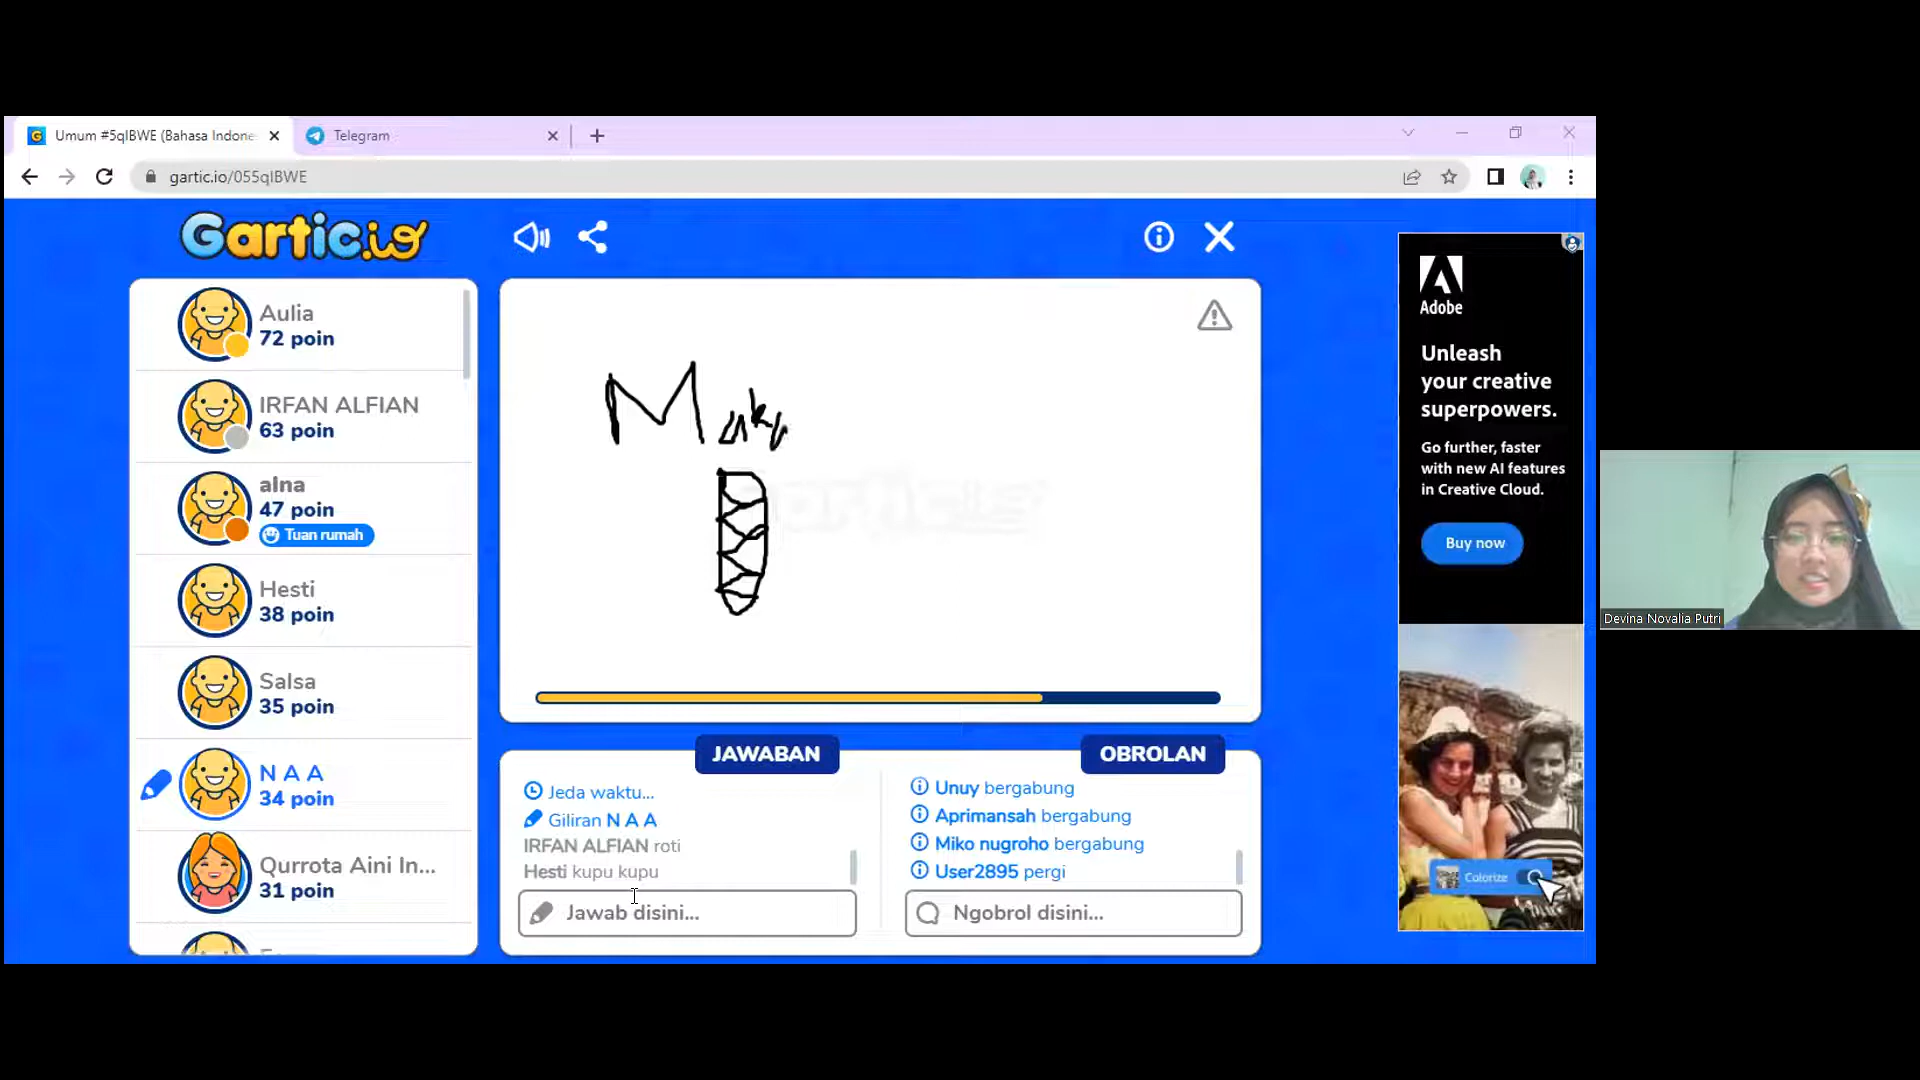 Umum #5qIBWE (Bahasa Indone
Telegram
gartic.io/055qIBWE
Gartic.io
Aulia
72 poin
IRFAN ALFIAN
63 poin
alna
47 poin
Tuan rumah
Hesti
38 poin
Salsa
35 poin
N A A
34 poin
Qurrota Aini In...
31 poin
JAWABAN
Jeda waktu...
Giliran N A A
IRFAN ALFIAN roti
Hesti kupu kupu
Jawab disini...
OBROLAN
Unuy bergabung
Aprimansah bergabung
Miko nugroho bergabung
User2895 pergi
Ngobrol disini...
Adobe
Unleash
your creative
superpowers.
Go further, faster
with new AI features
in Creative Cloud.
Buy now
Colorize
Devina Novalia Putri